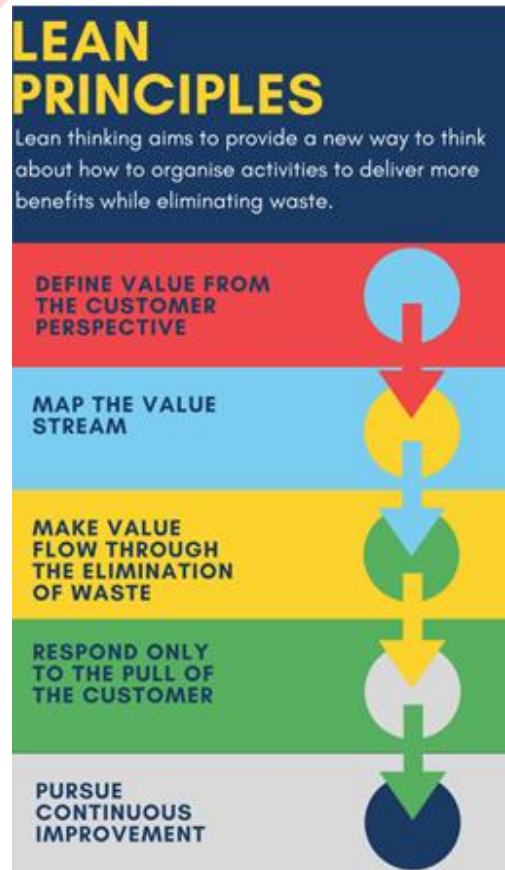 LEAN
PRINCIPLES
Lean thinking aims to provide a new way to think
about how to organise activities to deliver more
benefits while eliminating waste.
DEFINE VALUE FROM
THE CUSTOMER
PERSPECTIVE
MAP THE VALUE
STREAM
MAKE VALUE
FLOW THROUGH
THE ELIMINATION
OF WASTE
RESPOND ONLY
TO THE PULL OF
THE CUSTOMER
PURSUE
CONTINUOUS
IMPROVEMENT